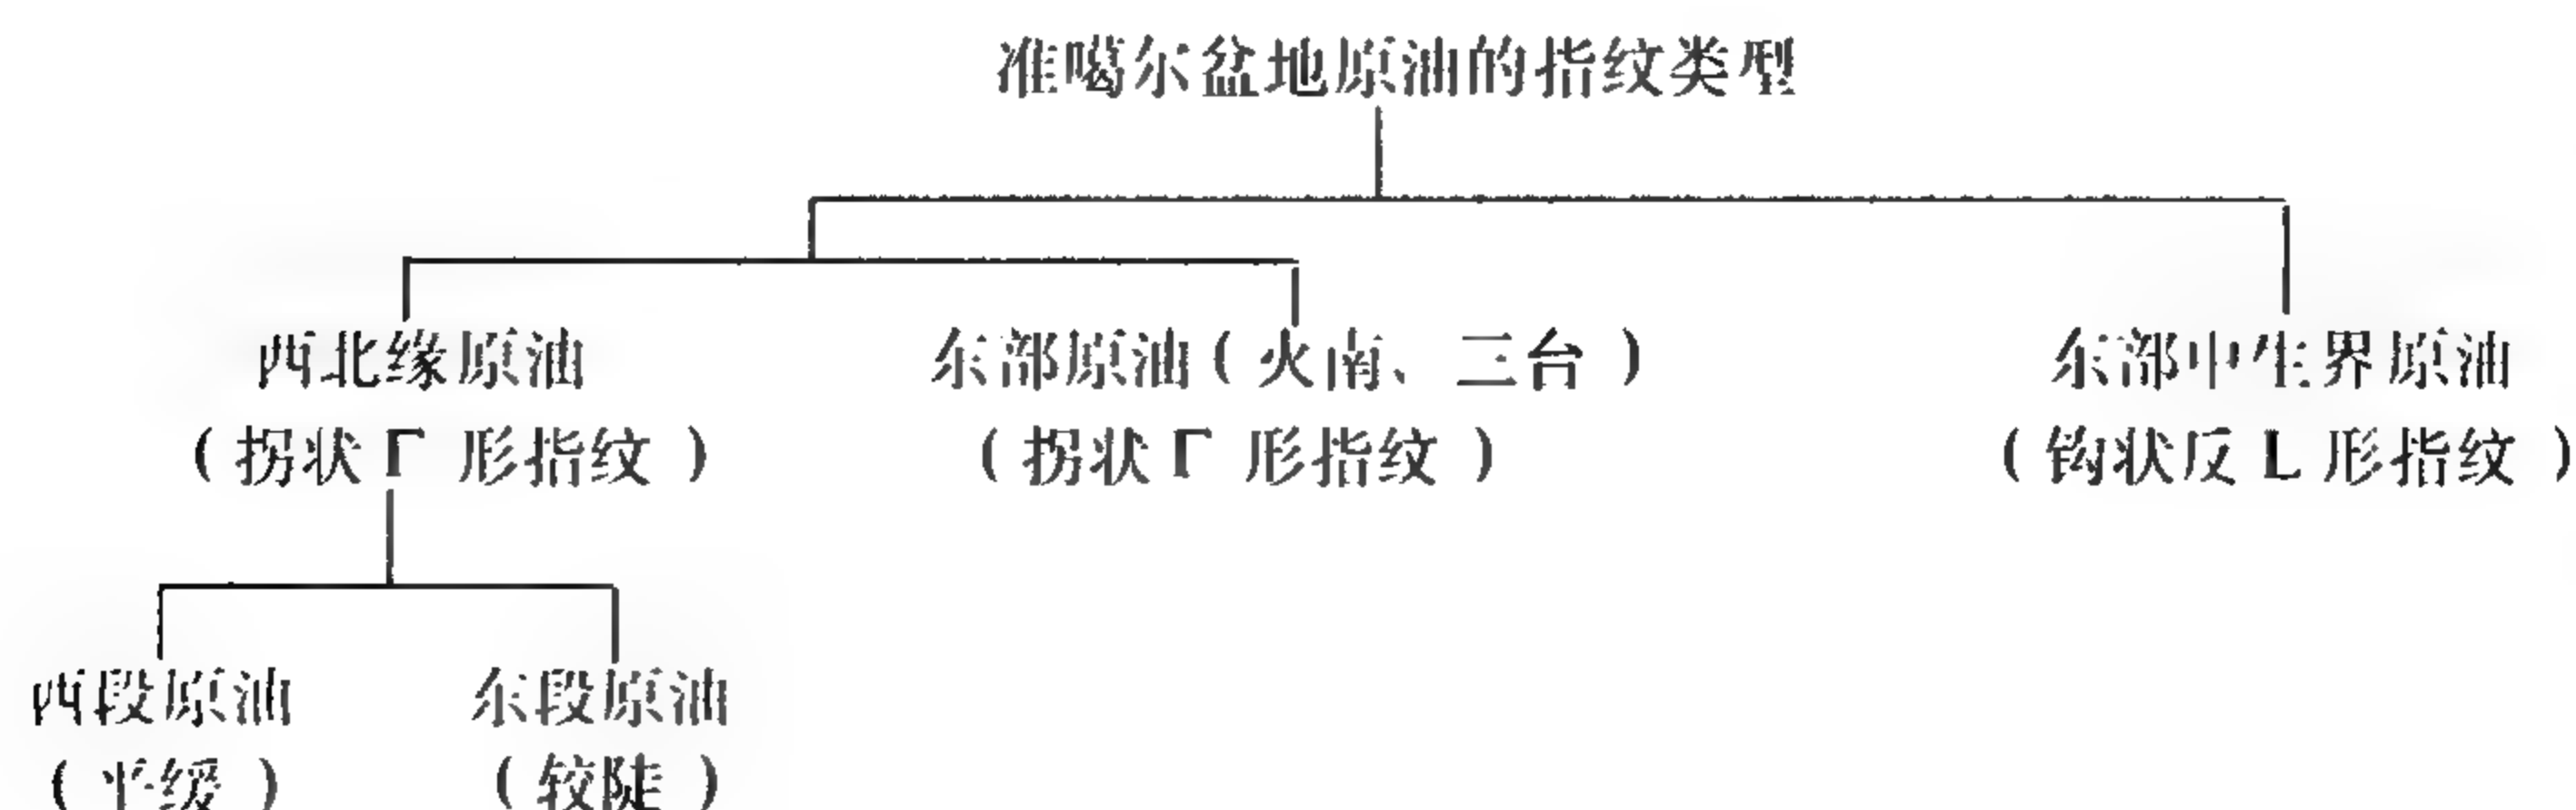 准噶尔盆地原油的指纹类型
西北缘原油
东部原油(火南、三台)
东部中生界原油
(拐状Γ 形指纹)
(拐状Γ 形指纹)
(钩状反 L 形指纹)
西段原油
东段原油
(平缓)
(较陡)